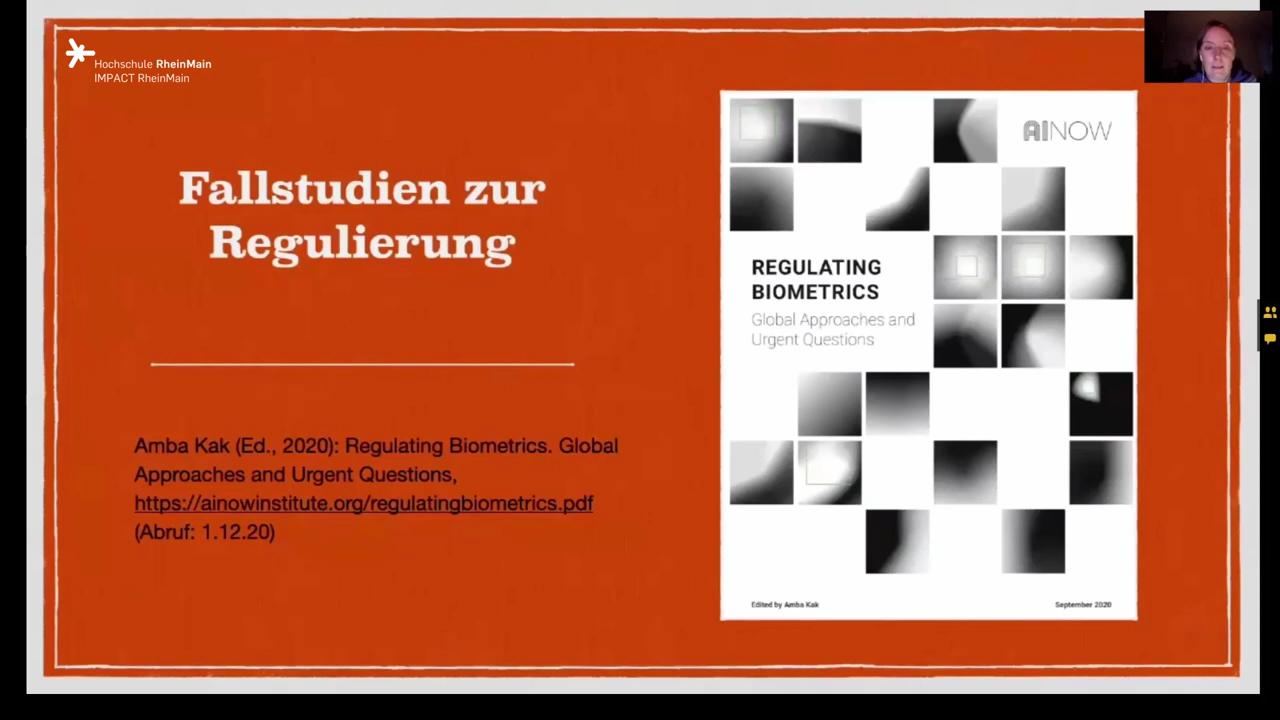 Hochschule RheinMain
IMPACT RheinMain
Fallstudien zur
Regulierung
Amba Kak (Ed., 2020): Regulating Biometrics. Global
Approaches and Urgent Questions,
https://ainowinstitute.org/regulatingbiometrics.pdf
(Abruf: 1.12.20)
AINOW
REGULATING
BIOMETRICS
Global Approaches and
Urgent Questions
Edited by Amba Kak
September 2020